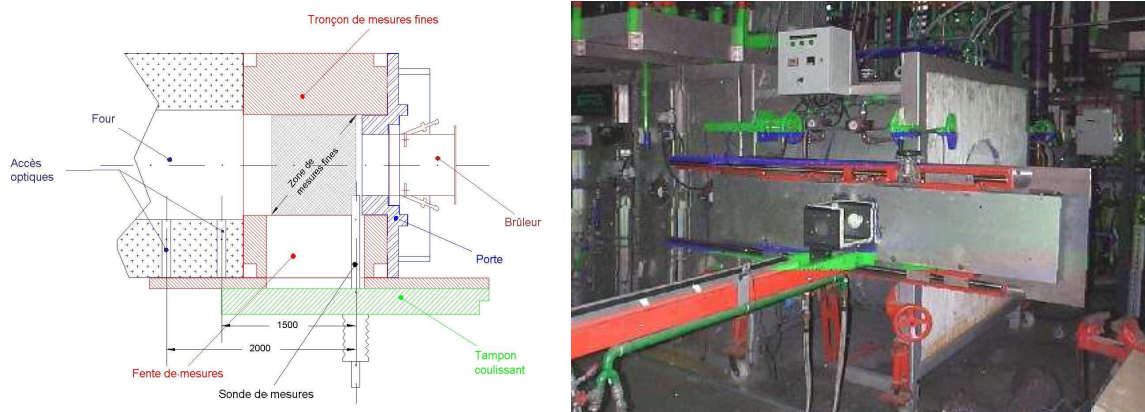 Tronçon de mesures fines
Four
Accès
optiques
Zone de
mesures fines
Brûleur
Porte
1500
2000
Tampon
coulissant
Fente de mesures
Sonde de mesures